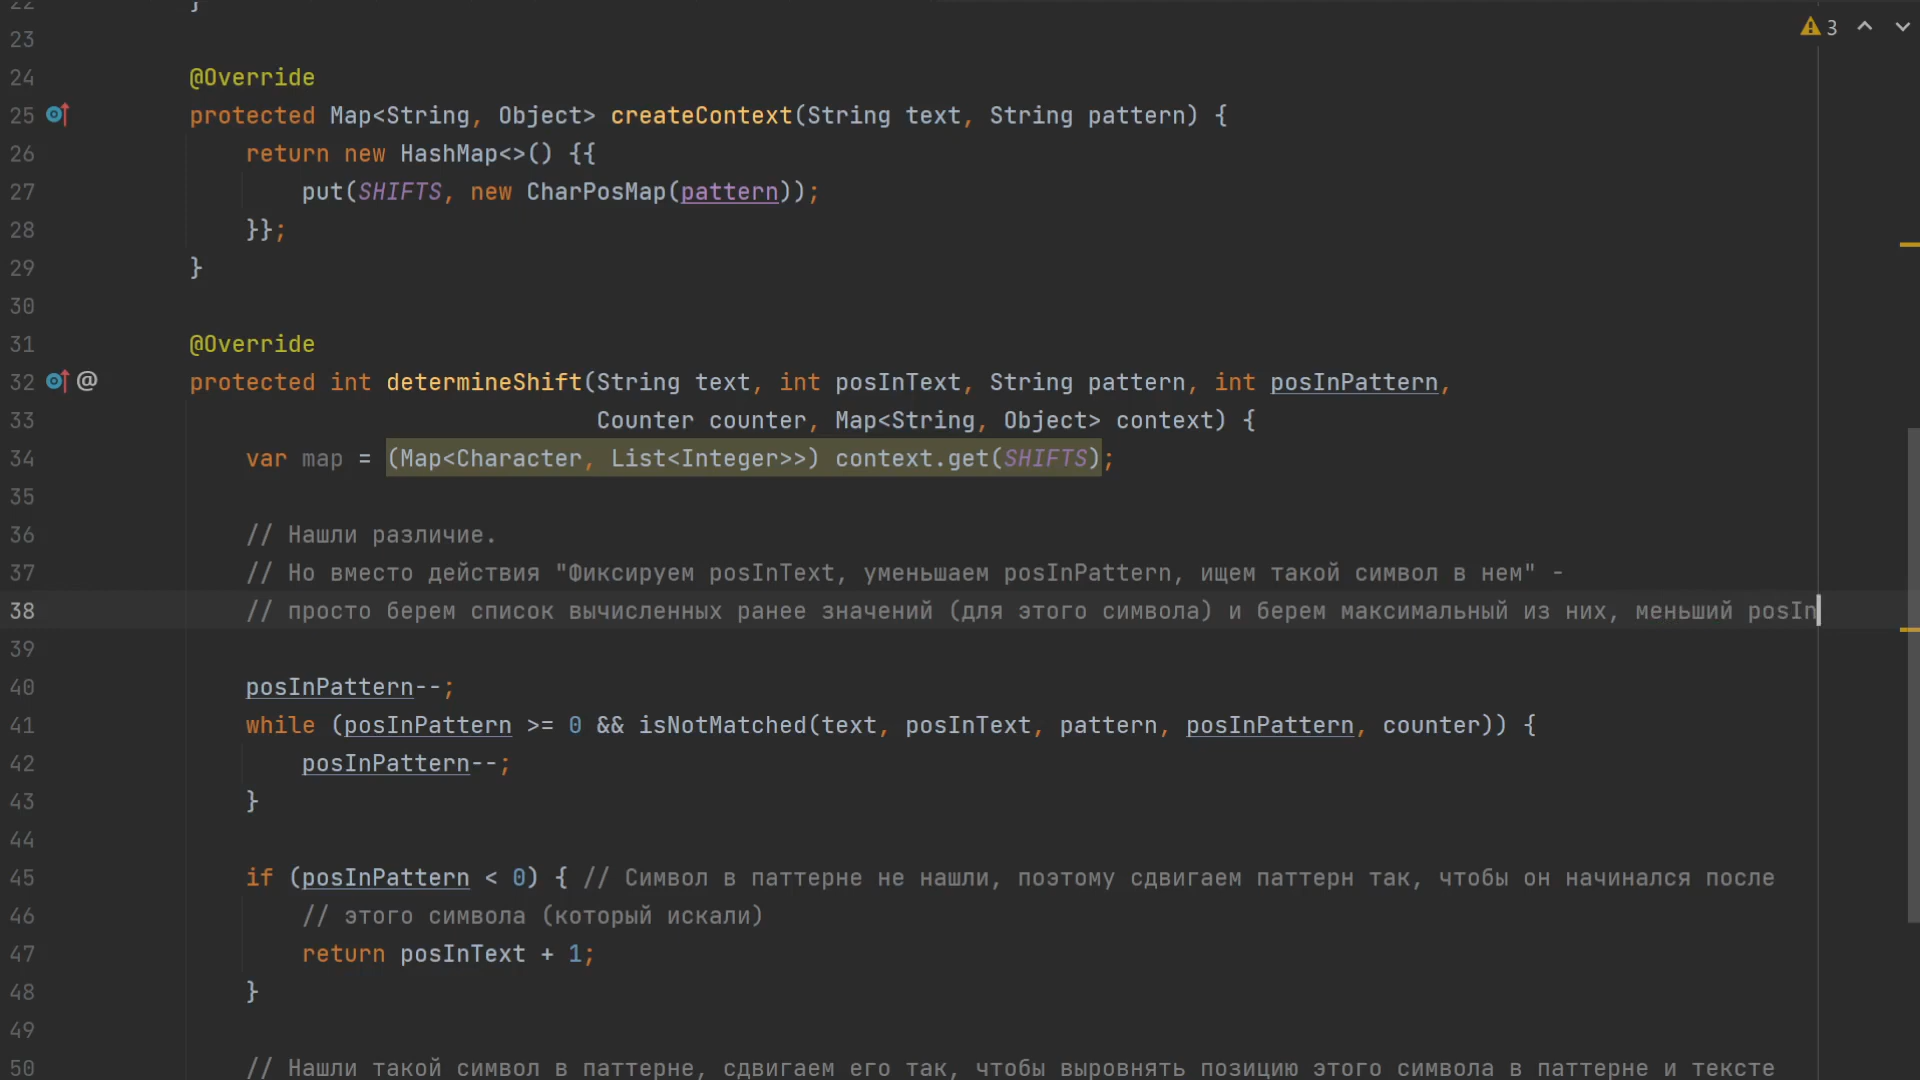 22 }
3
23
24 @Override
25 protected Map<String, Object> createContext(String text, String pattern) {
26 return new HashMap<>() {{
27 put(SHIFTS, new CharPosMap(pattern));
28 }};
29 }
30
31 @Override
32 @ protected int determineShift(String text, int posInText, String pattern, int posInPattern,
33 Counter counter, Map<String, Object> context) {
34 var map = (Map<Character, List<Integer>>) context.get(SHIFTS);
35
36 // Нашли различие.
37 // Но вместо действия "Фиксируем posInText, уменьшаем posInPattern, ищем такой символ в нем" -
38 // просто берем список вычисленных ранее значений (для этого символа) и берем максимальный из них, меньший posIn
39
40 posInPattern--;
41 while (posInPattern >= 0 && isNotMatched(text, posInText, pattern, posInPattern, counter)) {
42 posInPattern--;
43 }
44
45 if (posInPattern < 0) { // Символ в паттерне не нашли, поэтому сдвигаем паттерн так, чтобы он начинался после
46 // этого символа (который искали)
47 return posInText + 1;
48 }
49
50 // Нашли такой символ в паттерне, сдвигаем его так, чтобы выровнять позицию этого символа в паттерне и тексте